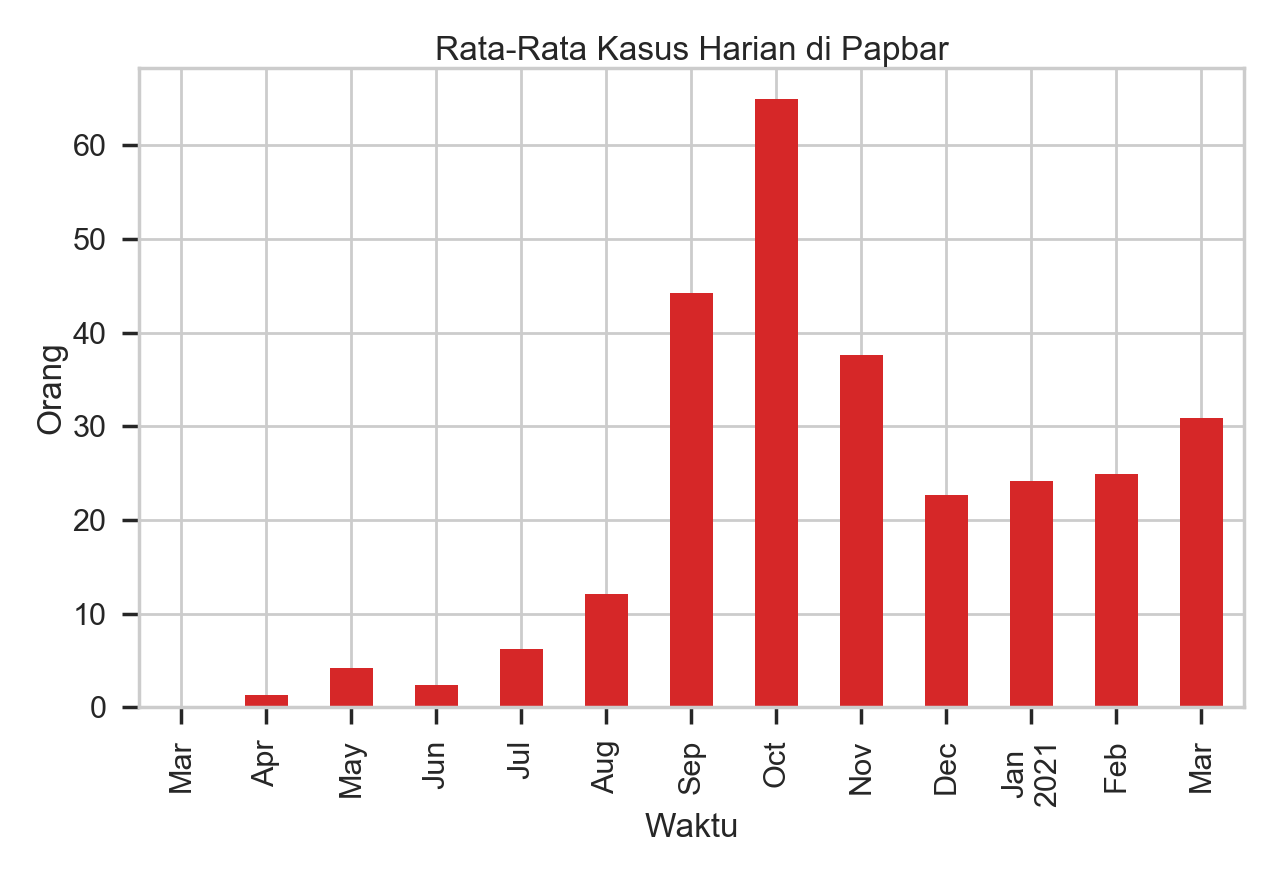 Rata-Rata Kasus Harian di Papbar
60
50
40
30
20
10
0
Orang
Mar
Apr
May
Jun
Jul
Aug
Sep
Oct
Nov
Dec
Jan
2021
Feb
Mar
Waktu